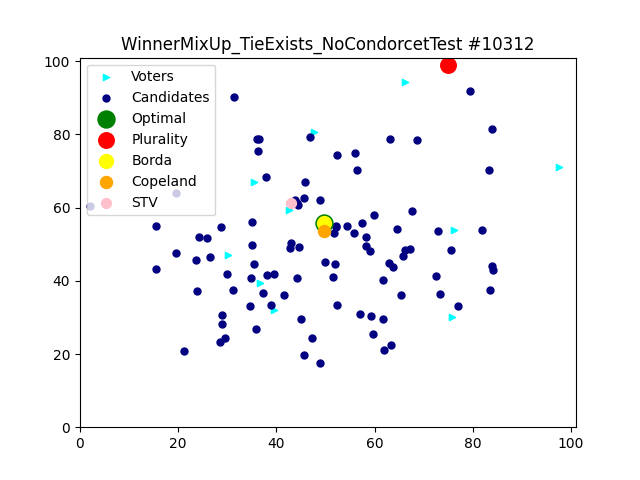 WinnerMixUp_TieExists_NoCondorcetTest #10312
100
80
60
40
20
0
Voters
Candidates
Optimal
Plurality
Borda
Copeland
STV
0 20 40 60 80 100